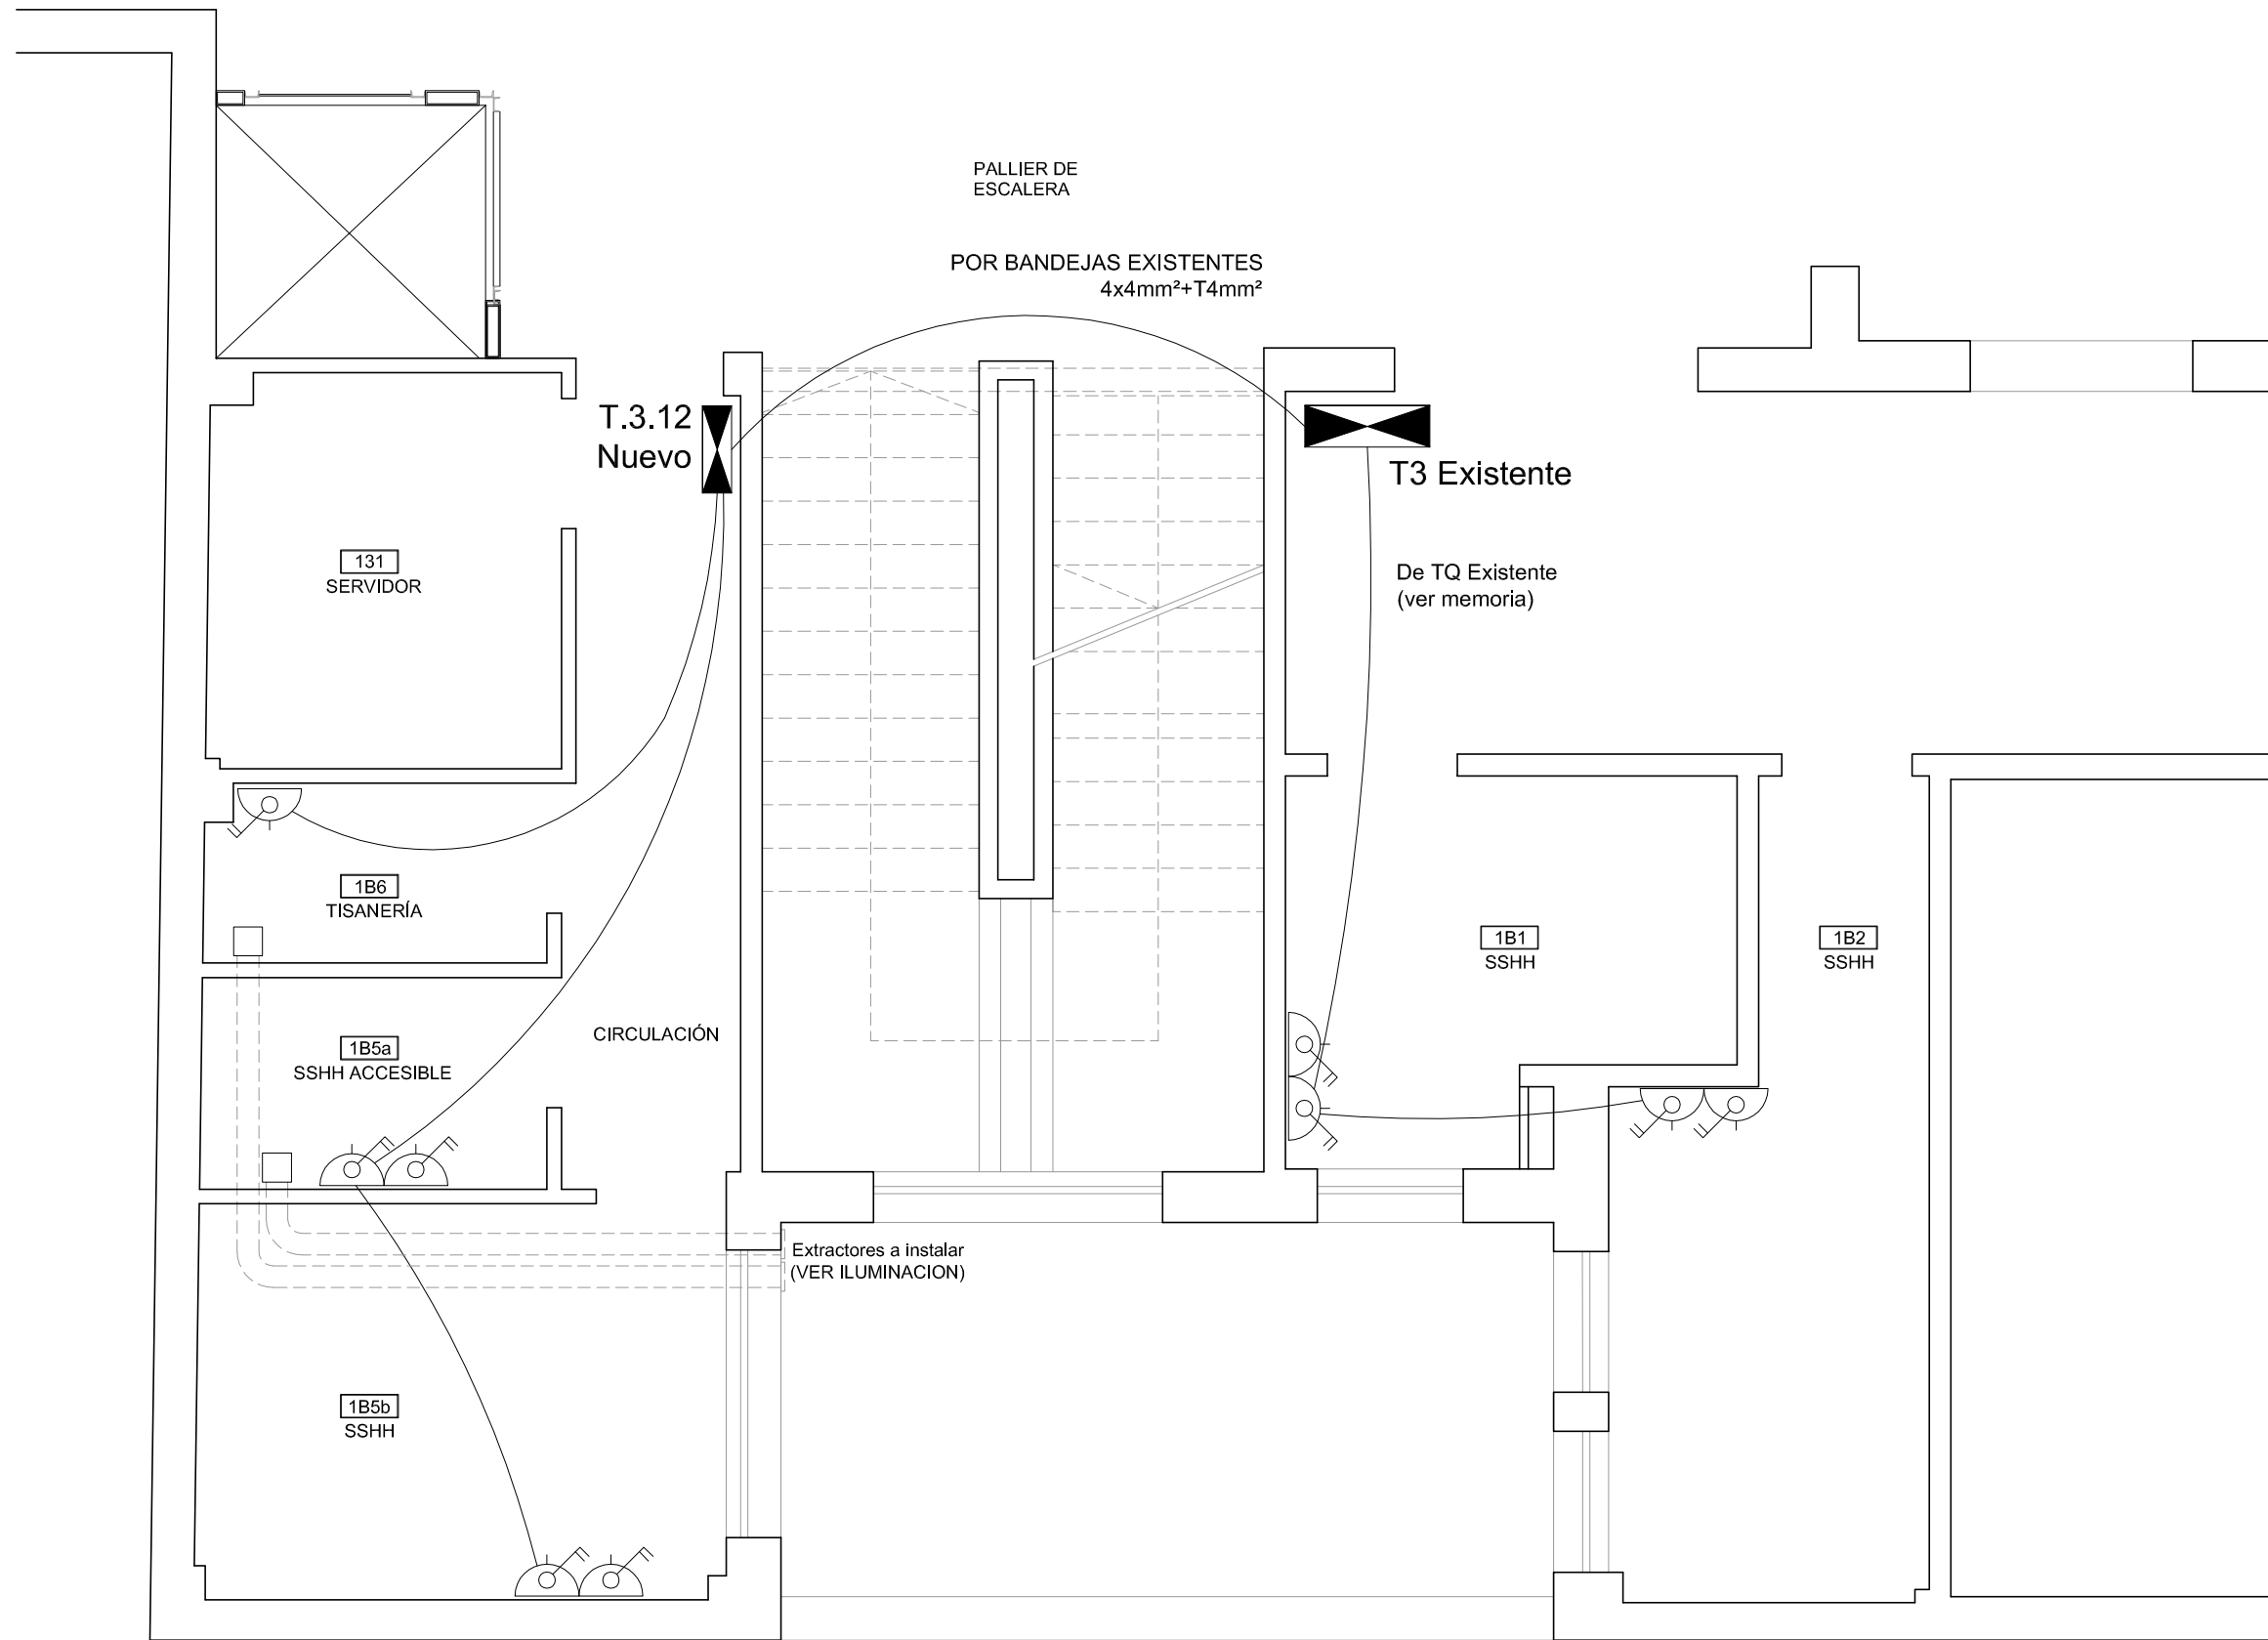 PALLIER DE
ESCALERA
POR BANDEJAS EXISTENTES
4x4mm²+T4mm²
T.3.12
Nuevo
T3 Existente
131
SERVIDOR
De TQ Existente
(ver memoria)
1B6
TISANERÍA
1B1
SSHH
1B2
SSHH
CIRCULACIÓN
1B5a
SSHH ACCESIBLE
Extractores a instalar
(VER ILUMINACION)
1B5b
SSHH